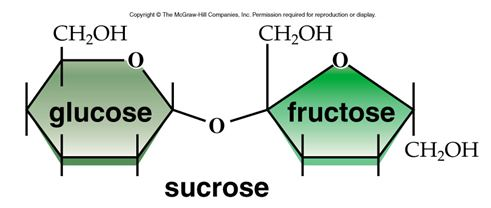 Copyright © The McGraw-Hill Companies, Inc. Permission required for reproduction or display.
CH₂OH
CH₂OH
O
O
glucose
fructose
O
CH₂OH
sucrose